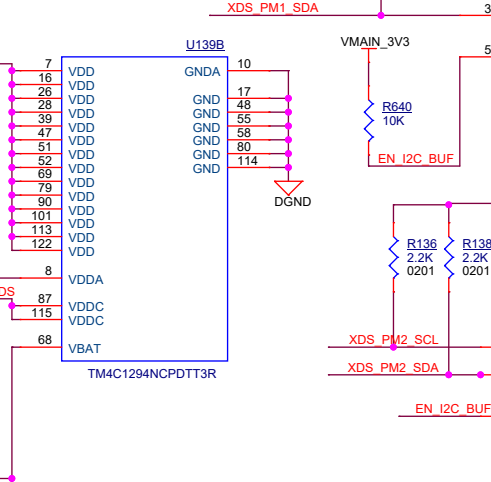 XDS_PM1_SDA
3
U139B
VMAIN_3V3
5
7 VDD GNDA 10
16 VDD
26 VDD GND 17
28 VDD GND 48
39 VDD GND 55
47 VDD GND 58
51 VDD GND 80
52 VDD GND 114
69 VDD
79 VDD
90 VDD
101 VDD
113 VDD
122 VDD
R640
10K
EN_I2C_BUF
DGND
8 VDDA
DS
87 VDDC
115 VDDC
68 VBAT
TM4C1294NCPDTT3R
R136 R138
2.2K 2.2K
0201 0201
XDS_PM2_SCL
XDS_PM2_SDA
EN_I2C_BUF